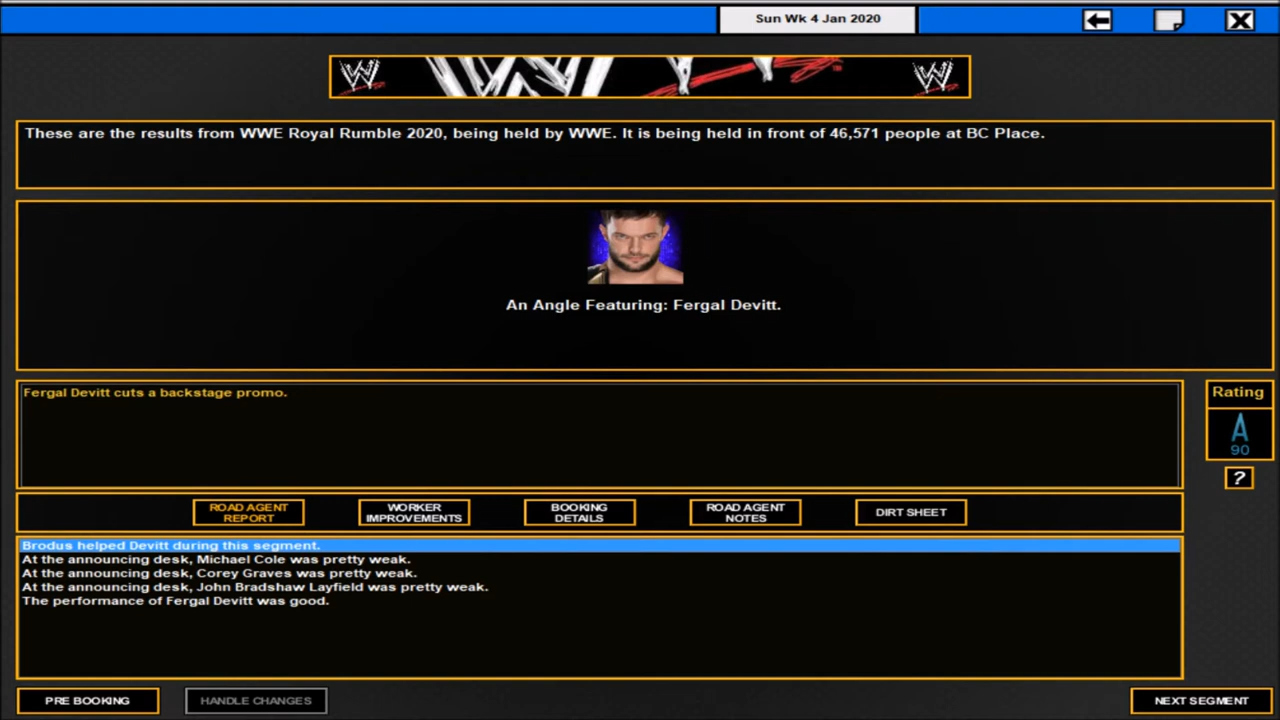 Sun Wk 4 Jan 2020
These are the results from WWE Royal Rumble 2020, being held by WWE. It is being held in front of 46,571 people at BC Place.
An Angle Featuring: Fergal Devitt.
Fergal Devitt cuts a backstage promo.
Rating
A
90
?
ROAD AGENT
REPORT
WORKER
IMPROVEMENTS
BOOKING
DETAILS
ROAD AGENT
NOTES
DIRT SHEET
Brodus helped Devitt during this segment.
At the announcing desk, Michael Cole was pretty weak.
At the announcing desk, Corey Graves was pretty weak.
At the announcing desk, John Bradshaw Layfield was pretty weak.
The performance of Fergal Devitt was good.
PRE BOOKING
HANDLE CHANGES
NEXT SEGMENT